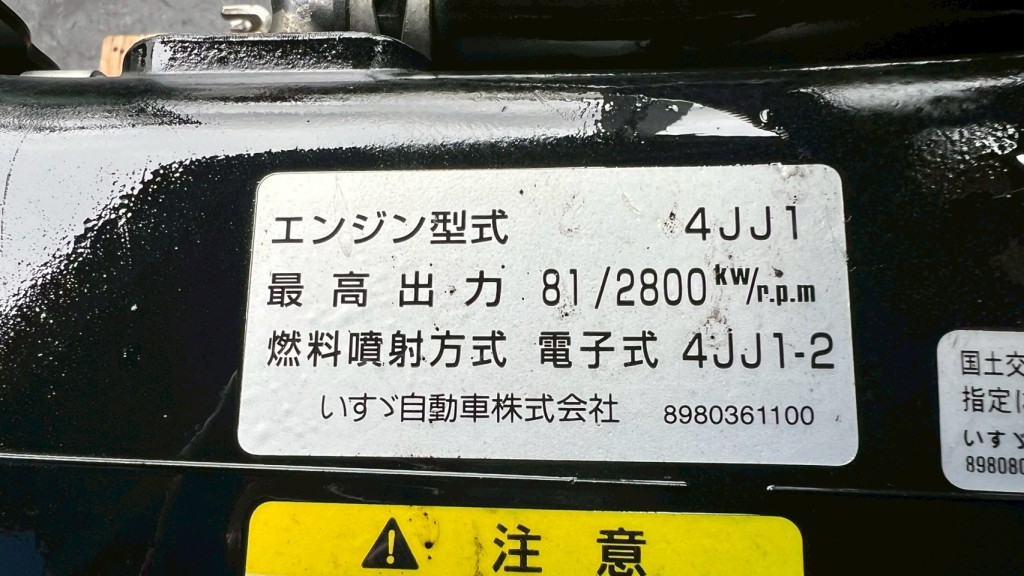 エンジン型式 4JJ1
最高出力 81/2800kW/r.p.m
燃料噴射方式 電子式 4JJ1-2
いすゞ自動車株式会社 8980361100
国土交
指定に
いすゞ
898080
注意